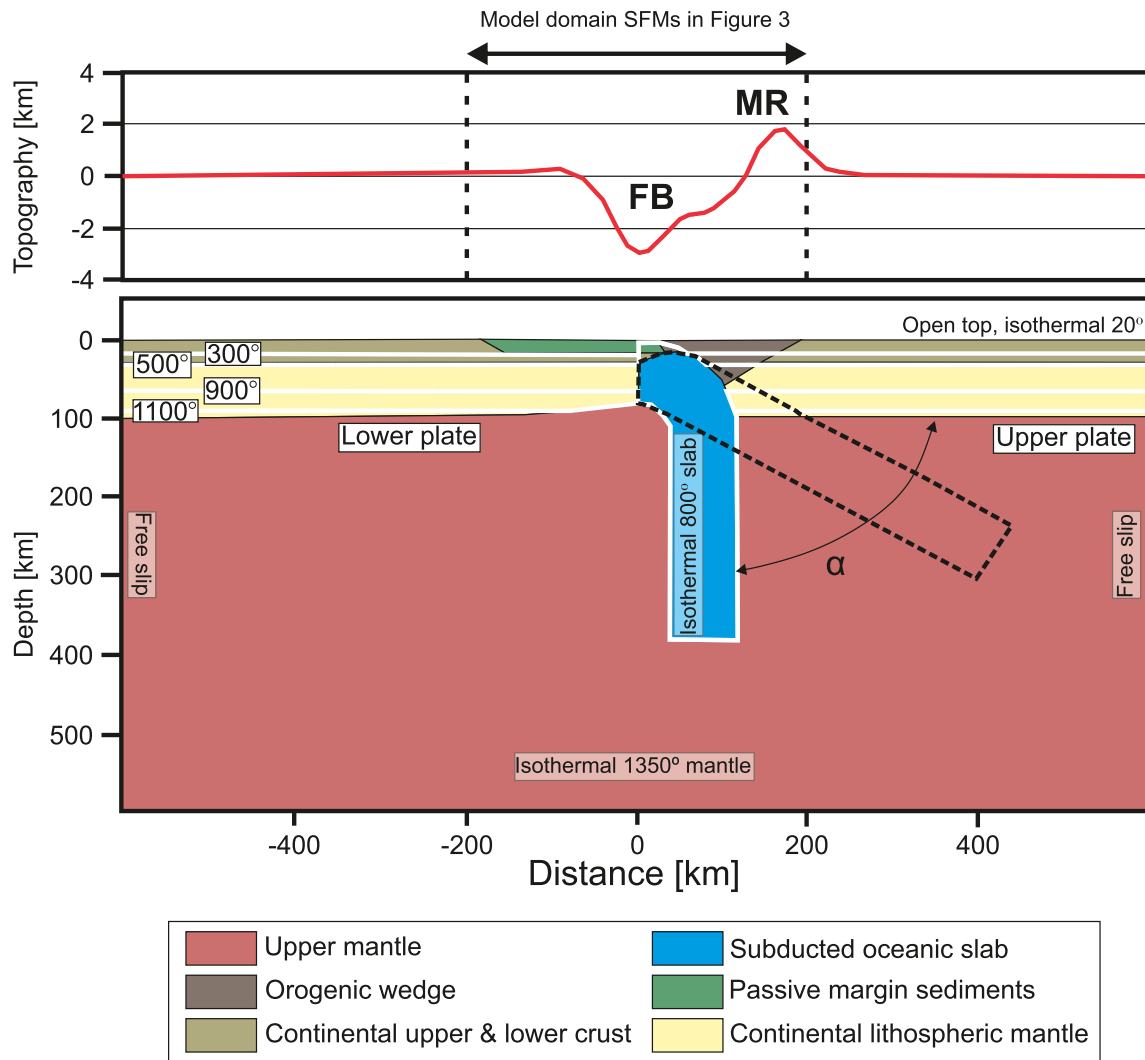 Model domain SFMs in Figure 3
Topography [km]
4
2
0
-2
-4
MR
FB
Open top, isothermal 20º
0
100
200
300
400
500
Depth [km]
300°
500°
900°
1100°
Lower plate
Upper plate
Free slip
Isothermal 800° slab
α
Free slip
Isothermal 1350º mantle
-400
-200
0
200
400
Distance [km]
Upper mantle
Subducted oceanic slab
Orogenic wedge
Passive margin sediments
Continental upper & lower crust
Continental lithospheric mantle